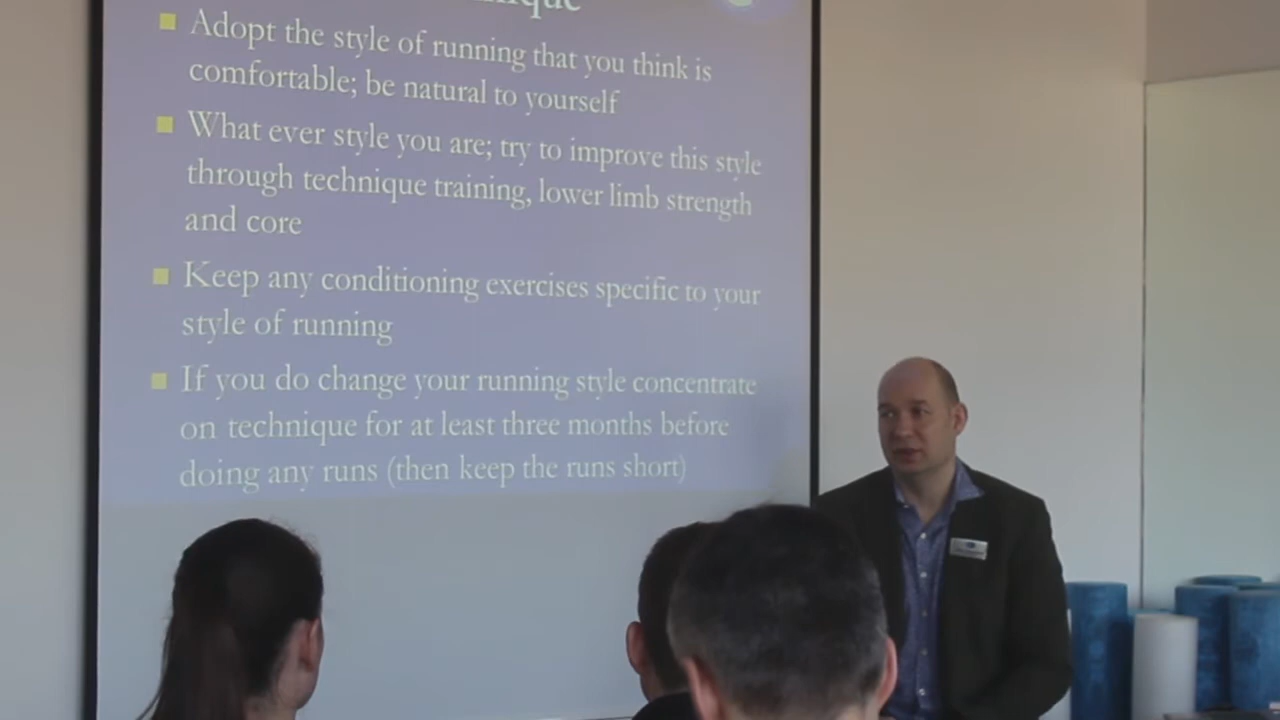 Adopt the style of running that you think is
comfortable; be natural to yourself
What ever style you are; try to improve this style
through technique training, lower limb strength
and core
Keep any conditioning exercises specific to your
style of running
If you do change your running style concentrate
on technique for at least three months before
doing any runs (then keep the runs short)